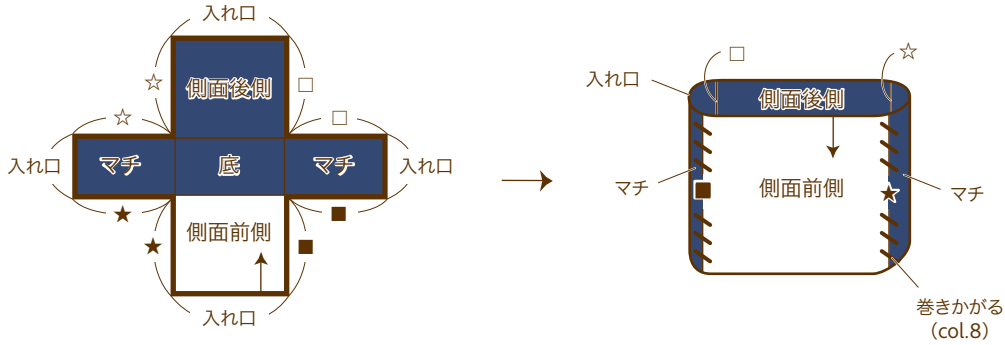 入れ口
側面後側
☆ □
☆ □
入れ口 マチ 底 マチ 入れ口
★ ■
側面前側
★ ■
入れ口
□ ☆
入れ口
側面後側
マチ ■ 側面前側 ★ マチ
巻きかがる
（col.8）